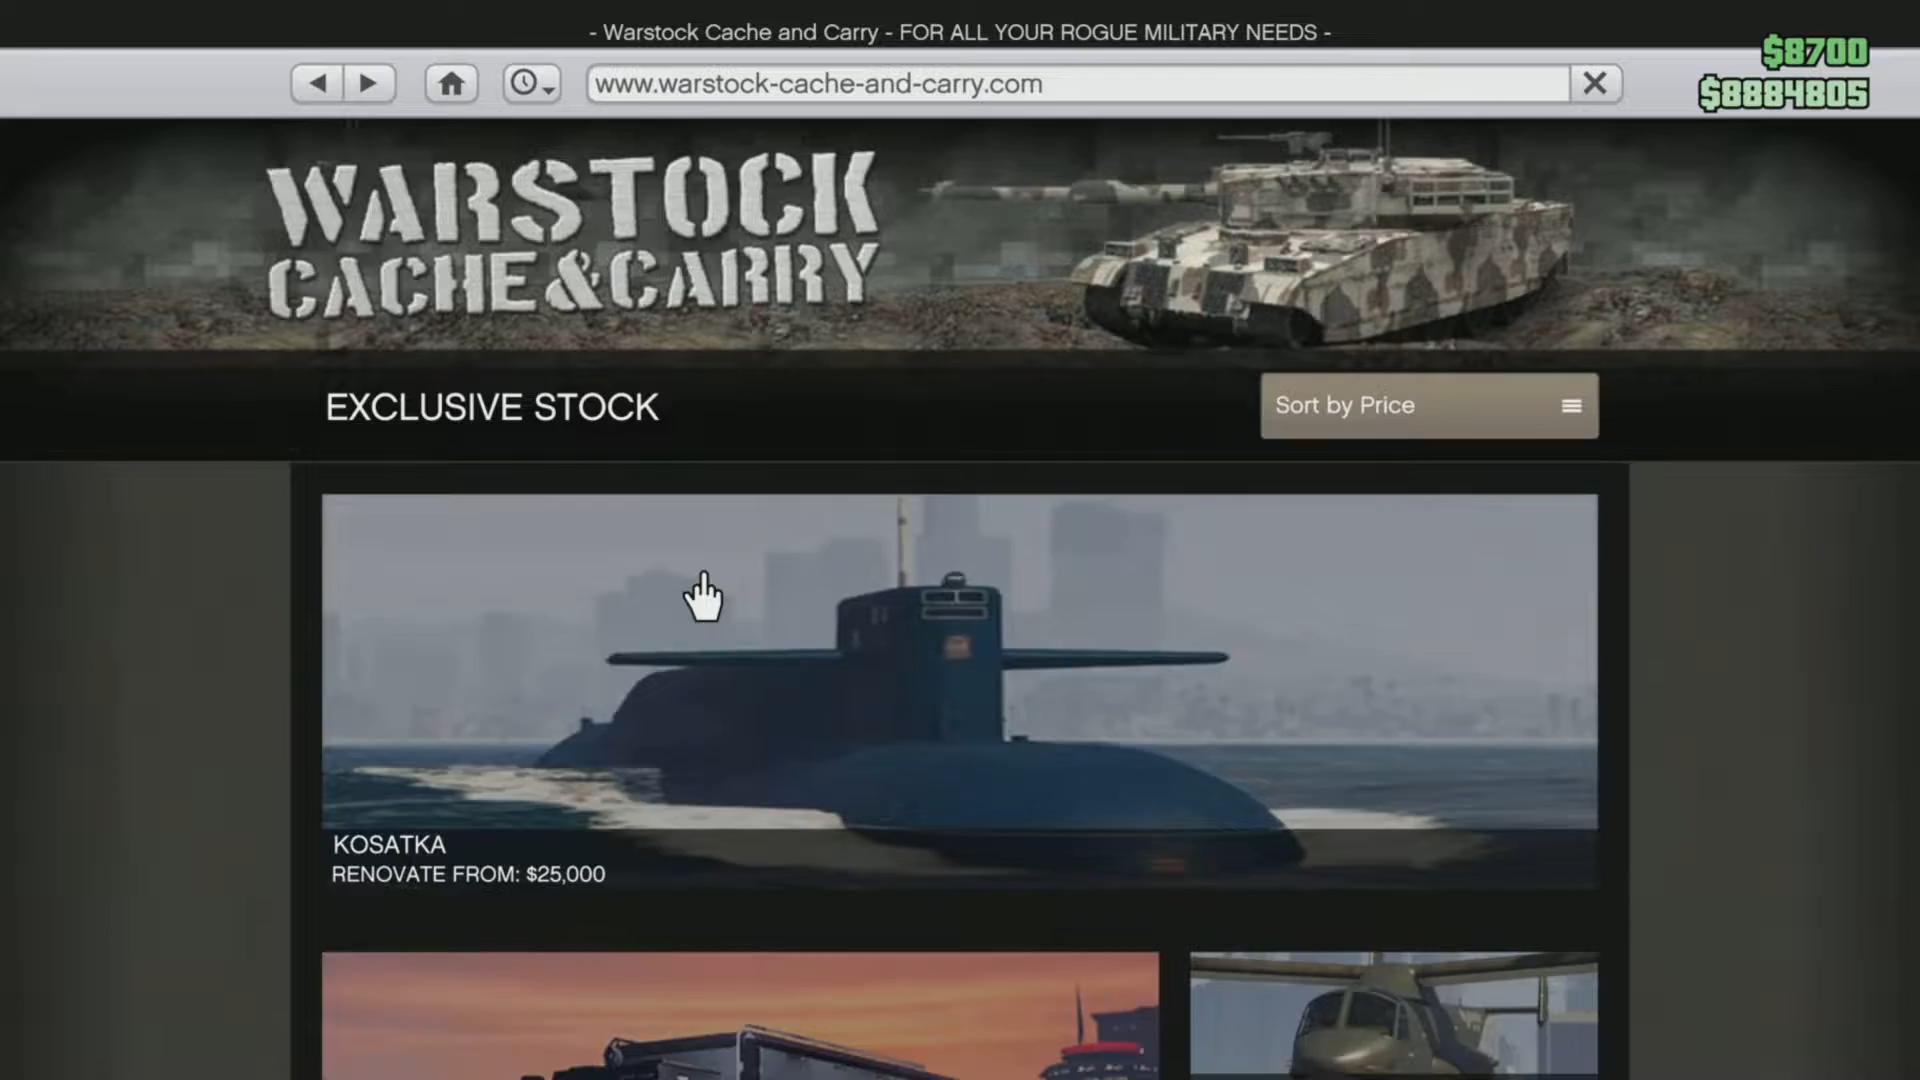 - Warstock Cache and Carry - FOR ALL YOUR ROGUE MILITARY NEEDS -
$8700
www.warstock-cache-and-carry.com
$8884805
WARSTOCK
CACHE&CARRY
EXCLUSIVE STOCK
Sort by Price
KOSATKA
RENOVATE FROM: $25,000